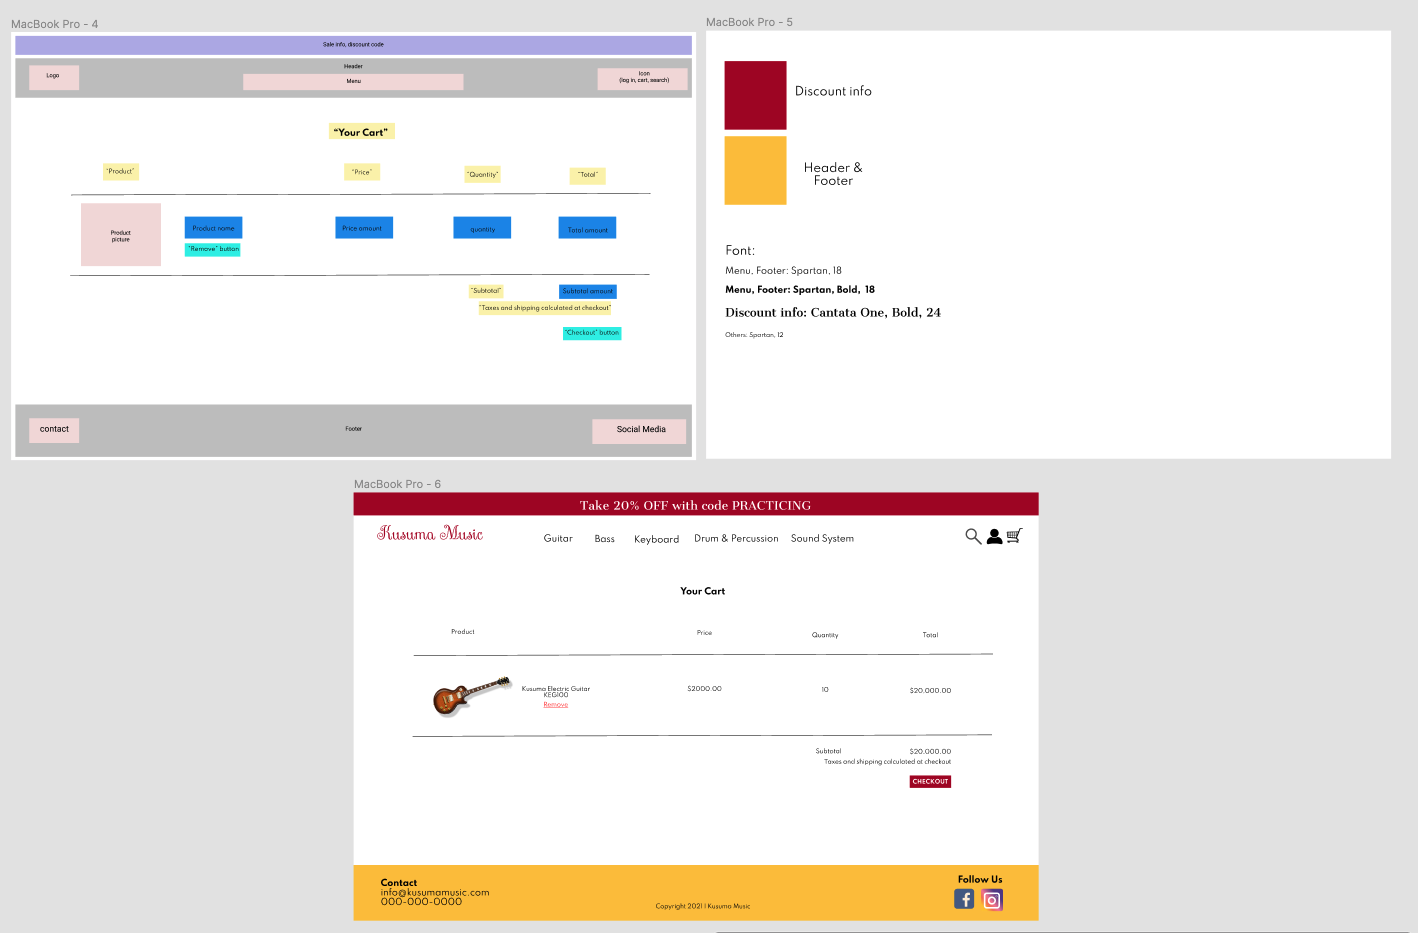 MacBook Pro - 4
Sale info, discount code
Header
Logo
Menu
Icon
(log in, cart, search)
“Your Cart”
"Product"
"Price"
"Quantity"
"Total"
Product
picture
Product name
Price amount
quantity
Total amount
"Remove" button
"Subtotal"
Subtotal amount
"Taxes and shipping calculated at checkout"
"Checkout" button
contact
Footer
Social Media
MacBook Pro - 5
Discount info
Header &
Footer
Font:
Menu, Footer: Spartan, 18
Menu, Footer: Spartan, Bold, 18
Discount info: Cantata One, Bold, 24
Others: Spartan, 12
MacBook Pro - 6
Take 20% OFF with code PRACTICING
Kusuma Music
Guitar Bass Keyboard Drum & Percussion Sound System
Your Cart
Product Price Quantity Total
Kusuma Electric Guitar
KEG100
Remove
$2000.00
10
$20.000.00
Subtotal $20.000.00
Taxes and shipping calculated at checkout
CHECKOUT
Contact
info@kusumamusic.com
000-000-0000
Copyright 2021 | Kusuma Music
Follow Us